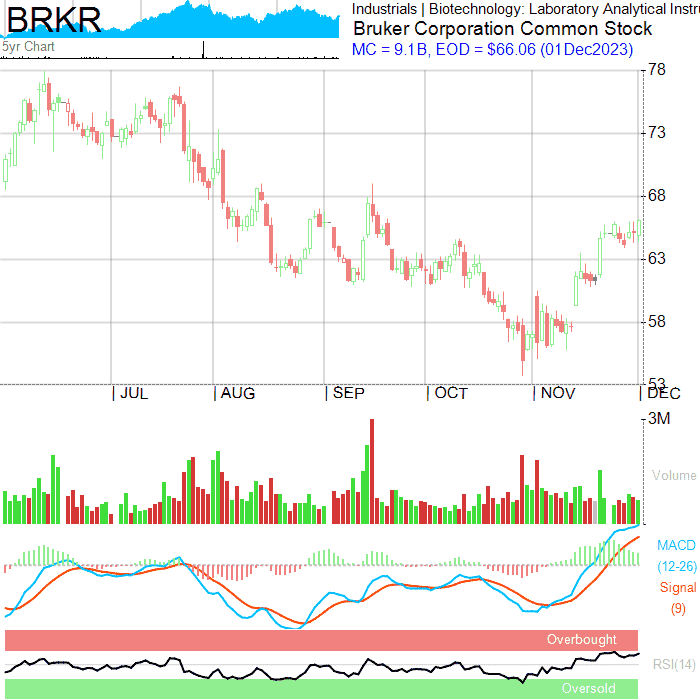 BRKR
5yr Chart
Industrials | Biotechnology: Laboratory Analytical Instru
Bruker Corporation Common Stock
MC = 9.1B, EOD = $66.06 (01Dec2023)
78
73
68
63
58
53
JUL
AUG
SEP
OCT
NOV
DEC
3M
Volume
MACD
(12-26)
Signal
(9)
Overbought
RSI(14)
Oversold